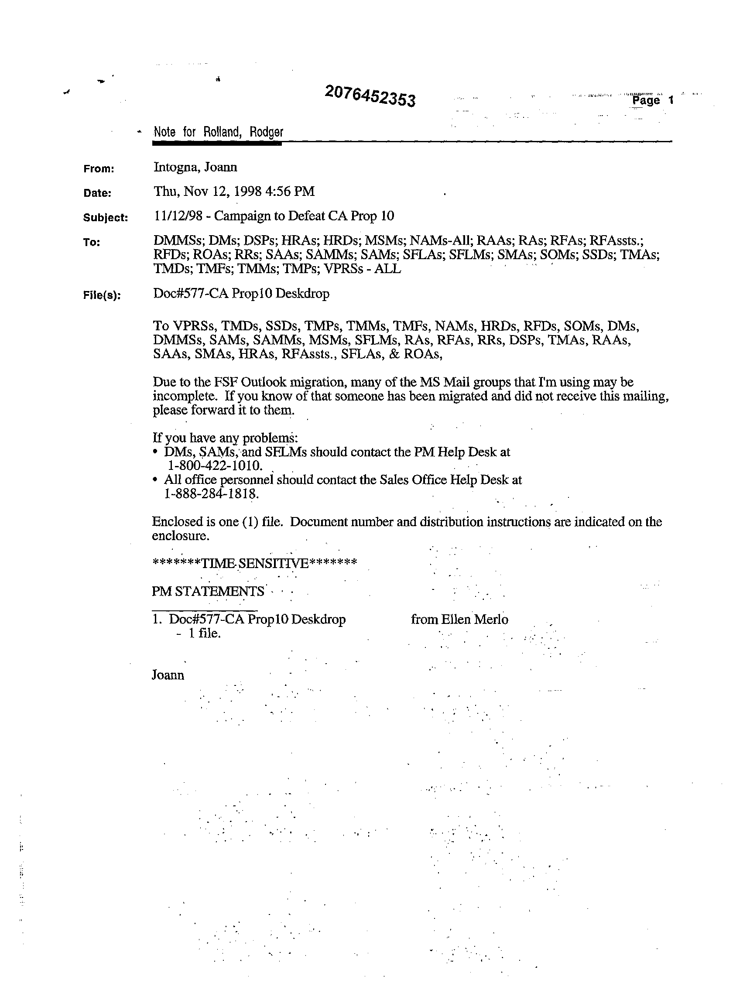 2076452353
Page 1
Note for Rolland, Rodger
From: Intogna, Joann
Date: Thu, Nov 12, 1998 4:56 PM
Subject: 11/12/98 - Campaign to Defeat CA Prop 10
To: DMMSs; DMs; DSPs; HRAs; HRDs; MSMs; NAMs-All; RAAs; RAs; RFAs; RFAssts.;
RFDs; ROAs; RRs; SAAs; SAMMs; SAMs; SFLAs; SFLMs; SMAs; SOMs; SSDs; TMAs;
TMDs; TMFs; TMMs; TMPs; VPRSs - ALL
File(s): Doc#577-CA Prop10 Deskdrop
To VPRSs, TMDs, SSDs, TMPs, TMMs, TMFs, NAMs, HRDs, RFDs, SOMs, DMs,
DMMSs, SAMs, SAMMs, MSMs, SFLMs, RAs, RFAs, RRs, DSPs, TMAs, RAAs,
SAAs, SMAs, HRAs, RFAssts., SFLAs, & ROAs,
Due to the FSF Outlook migration, many of the MS Mail groups that I'm using may be
incomplete. If you know of that someone has been migrated and did not receive this mailing,
please forward it to them.
If you have any problems:
• DMs, SAMs, and SFLMs should contact the PM Help Desk at
1-800-422-1010.
• All office personnel should contact the Sales Office Help Desk at
1-888-284-1818.
Enclosed is one (1) file. Document number and distribution instructions are indicated on the
enclosure.
*******TIME SENSITIVE*******
PM STATEMENTS
1. Doc#577-CA Prop10 Deskdrop from Ellen Merlo
- 1 file.
Joann